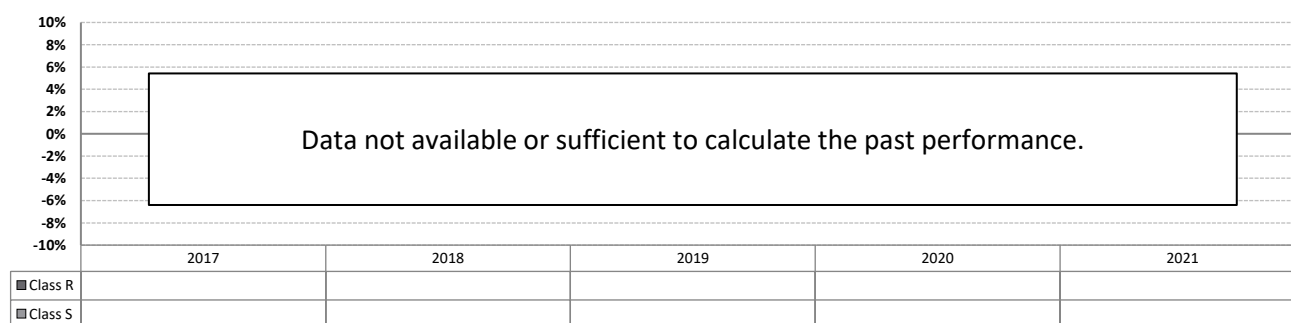 10%
8%
6%
4%
2%
0%
-2%
-4%
-6%
-8%
-10%
Data not available or sufficient to calculate the past performance.
2017 2018 2019 2020 2021
Class R
Class S